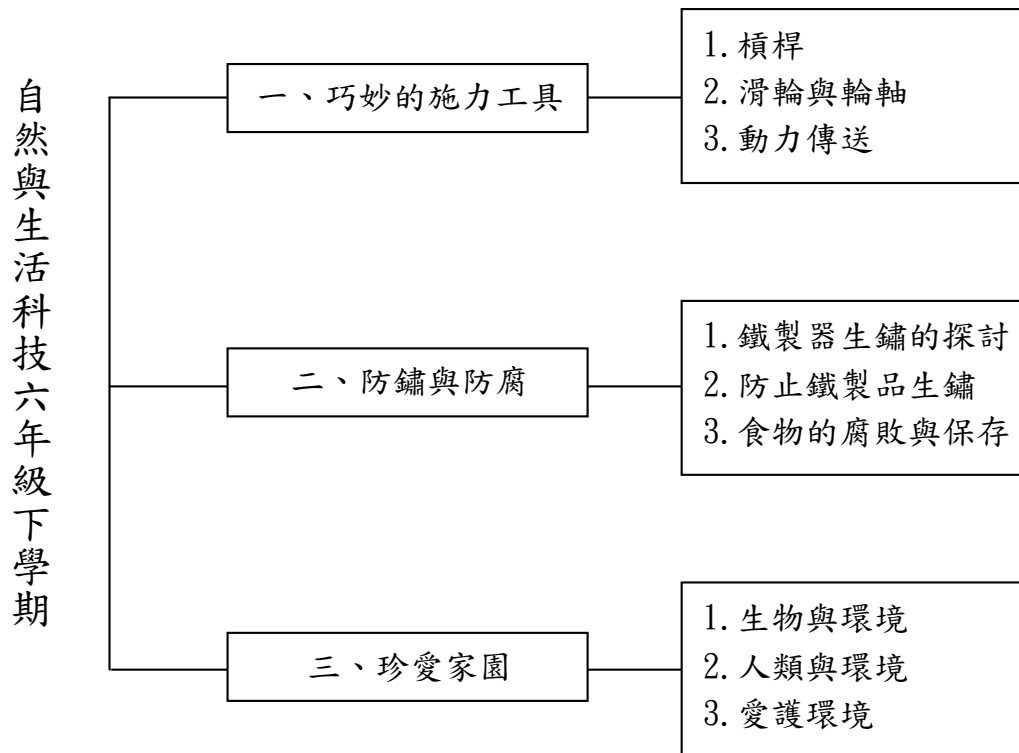 自然與生活科技六年級下學期
一、巧妙的施力工具
1.槓桿
2.滑輪與輪軸
3.動力傳送
二、防鏽與防腐
1.鐵製器生鏽的探討
2.防止鐵製品生鏽
3.食物的腐敗與保存
三、珍愛家園
1.生物與環境
2.人類與環境
3.愛護環境